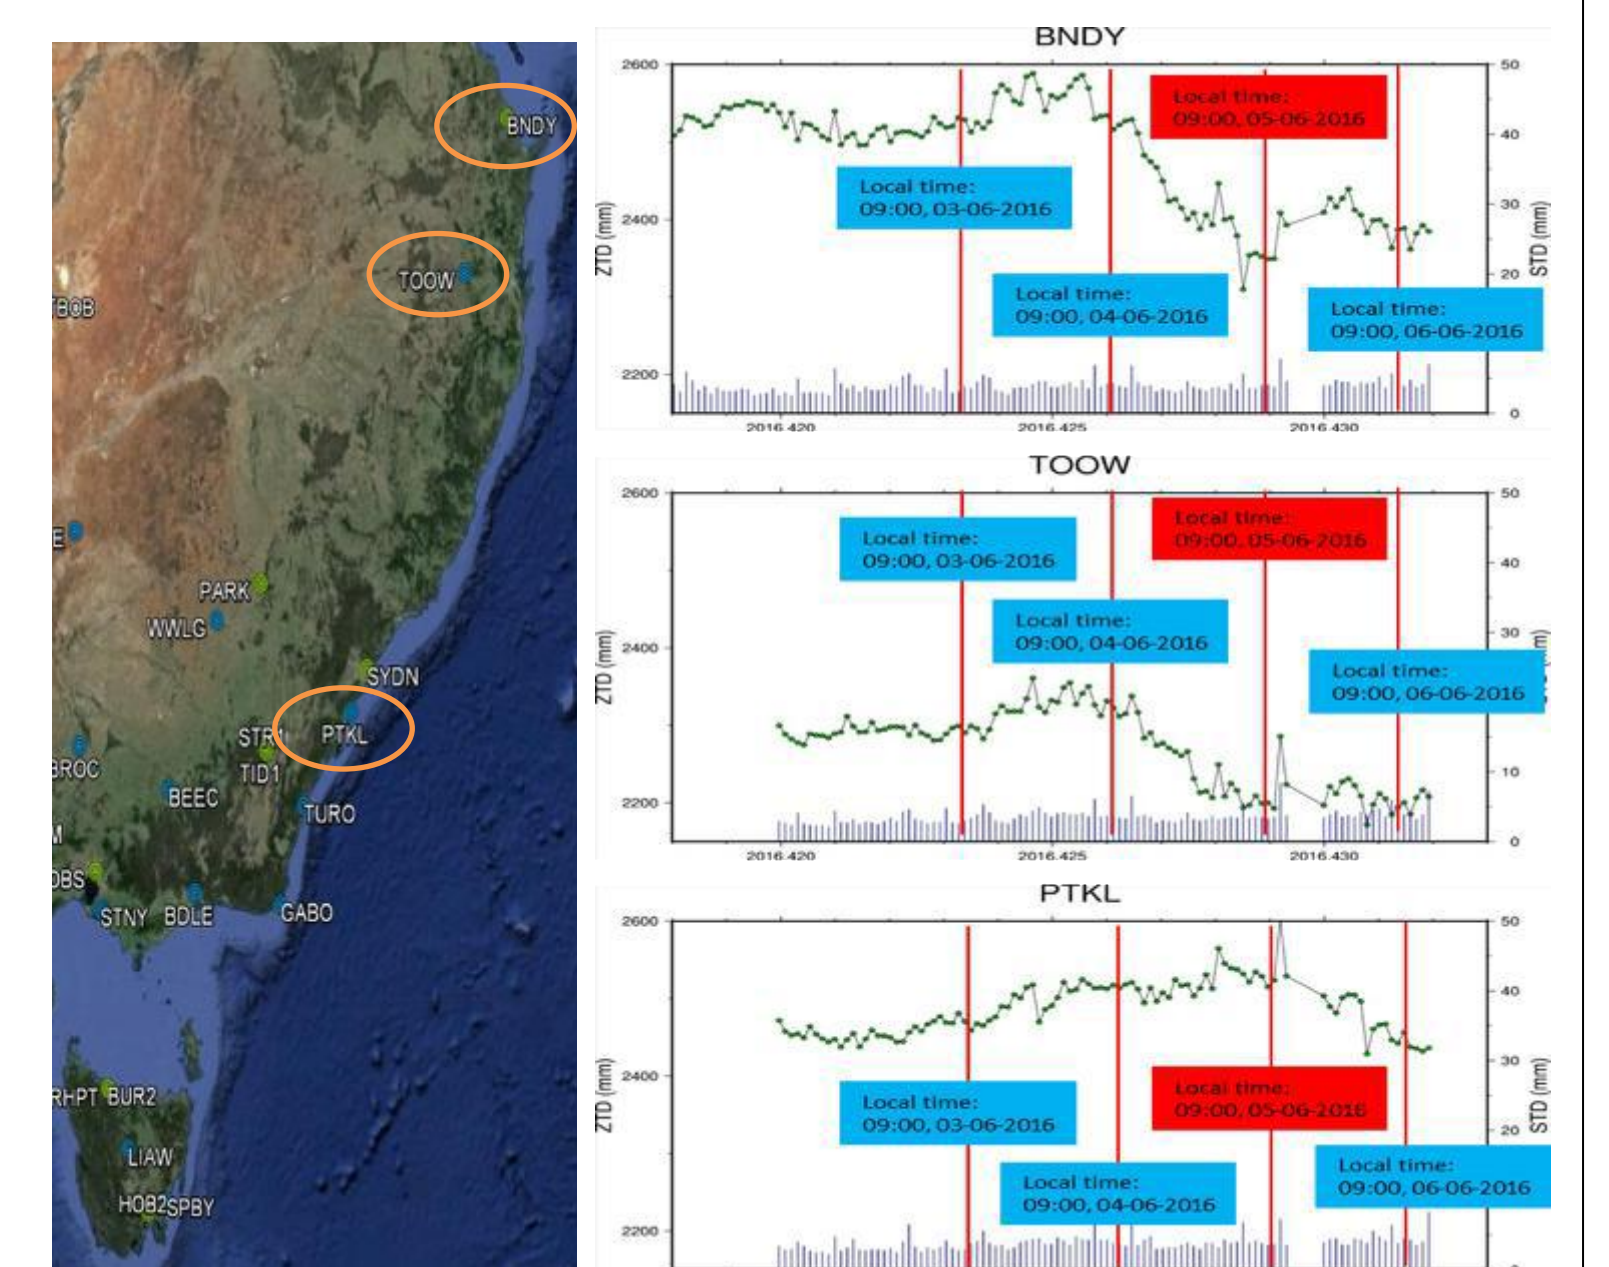 BNDY
TOOW
TBOB
E
PARK
WWLG
SYDN
STR1
PTKL
BROC
TID1
BEEC
TURO
M
OBS
STNY
BDLE
GABO
RHPT
BUR2
LIAW
HOB2
SPBY
BNDY
2600
50
Local time:
09:00, 05-06-2016
40
Local time:
09:00, 03-06-2016
30
ZTD (mm)
2400
STD (mm)
20
Local time:
09:00, 04-06-2016
Local time:
09:00, 06-06-2016
2200
0
2016.420
2016.425
2016.430
TOOW
2600
50
Local time:
09:00, 05-06-2016
Local time:
09:00, 03-06-2016
40
Local time:
09:00, 04-06-2016
30
ZTD (mm)
2400
Local time:
09:00, 06-06-2016
10
2200
0
2016.420
2016.425
2016.430
PTKL
2600
50
40
30
ZTD (mm)
2400
STD (mm)
Local time:
09:00, 03-06-2016
Local time:
09:00, 05-06-2016
20
Local time:
09:00, 04-06-2016
Local time:
09:00, 06-06-2016
2200